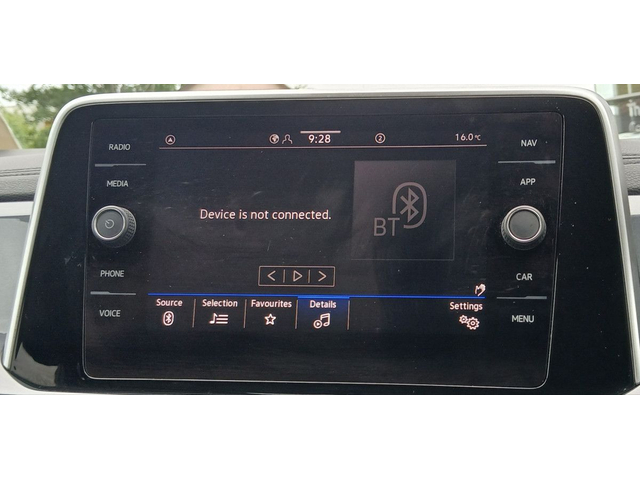 RADIO
MEDIA
PHONE
VOICE
9:28
2
16.0°C
Device is not connected.
BT
Source
Selection
Favourites
Details
Settings
NAV
APP
CAR
MENU